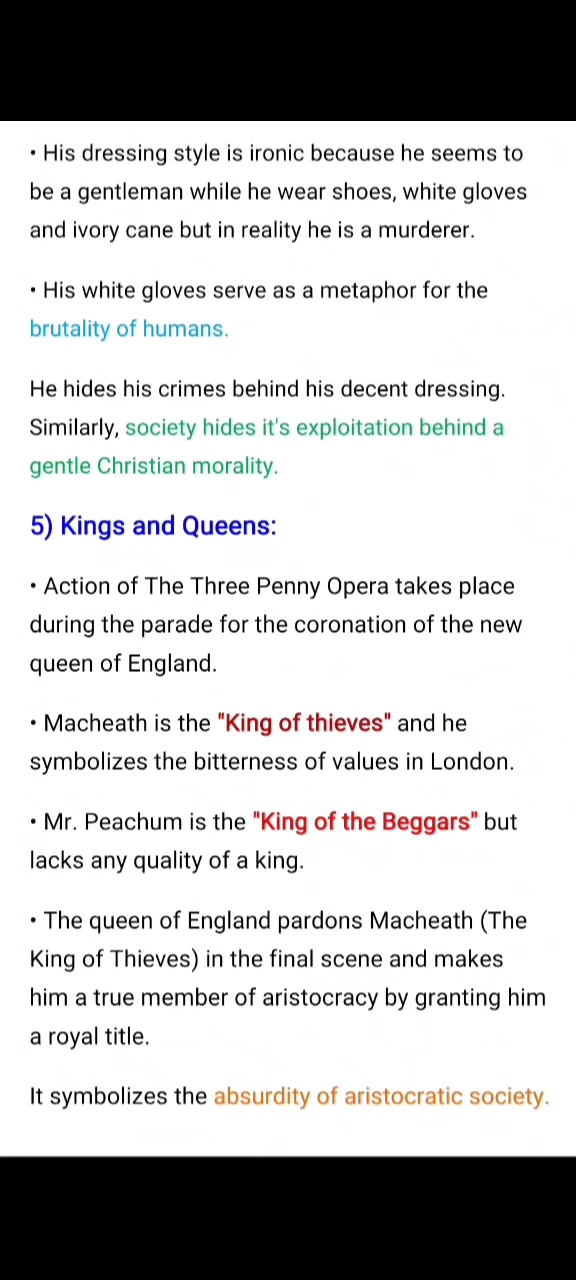 • His dressing style is ironic because he seems to
be a gentleman while he wear shoes, white gloves
and ivory cane but in reality he is a murderer.
• His white gloves serve as a metaphor for the
brutality of humans.
He hides his crimes behind his decent dressing.
Similarly, society hides it's exploitation behind a
gentle Christian morality.
5) Kings and Queens:
• Action of The Three Penny Opera takes place
during the parade for the coronation of the new
queen of England.
• Macheath is the "King of thieves" and he
symbolizes the bitterness of values in London.
• Mr. Peachum is the "King of the Beggars" but
lacks any quality of a king.
• The queen of England pardons Macheath (The
King of Thieves) in the final scene and makes
him a true member of aristocracy by granting him
a royal title.
It symbolizes the absurdity of aristocratic society.